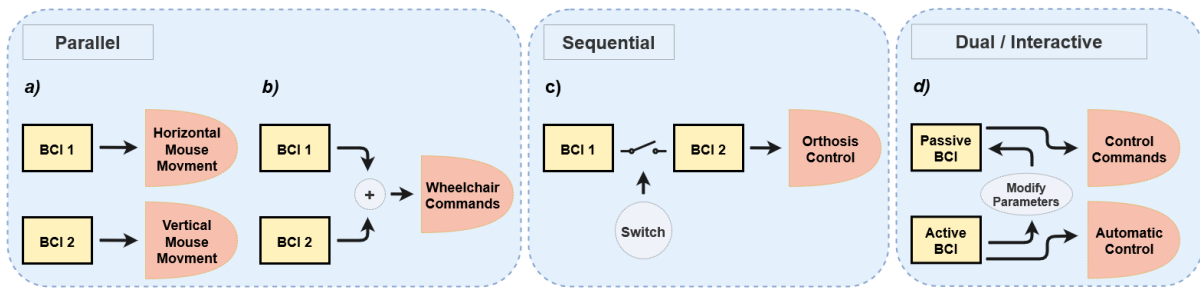 Parallel
a)
BCI 1
Horizontal
Mouse
Movment
BCI 2
Vertical
Mouse
Movment
b)
BCI 1
+
BCI 2
Wheelchair
Commands
Sequential
c)
BCI 1
BCI 2
Switch
Orthosis
Control
Dual / Interactive
d)
Passive
BCI
Control
Commands
Modify
Parameters
Active
BCI
Automatic
Control